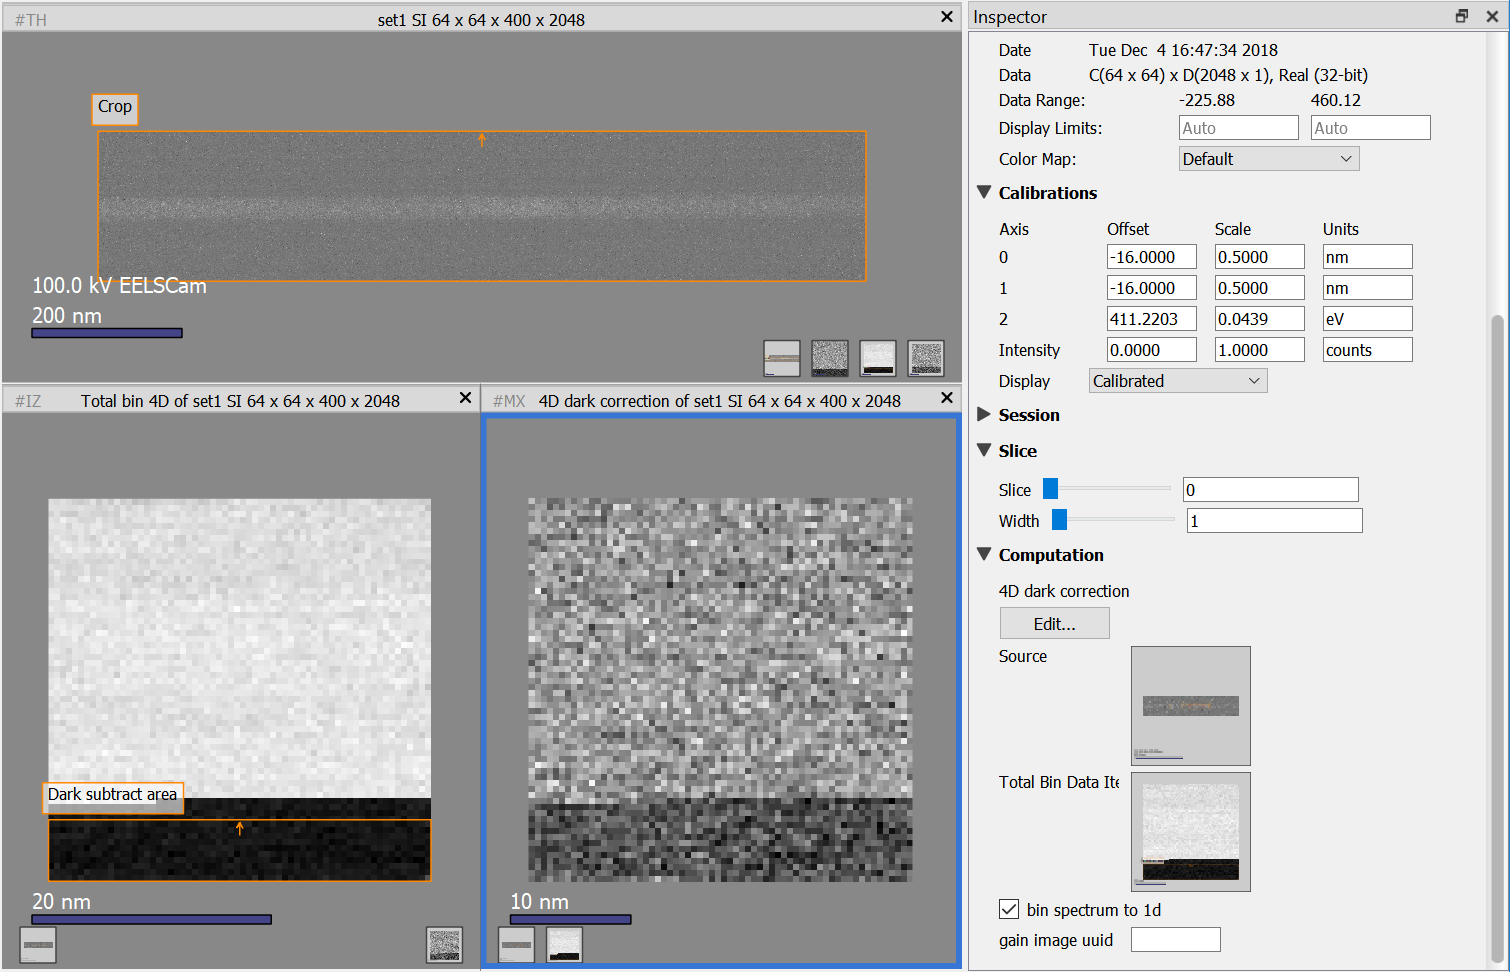 #TH set1 SI 64 x 64 x 400 x 2048
Crop
100.0 kV EELSCam
200 nm
#IZ Total bin 4D of set1 SI 64 x 64 x 400 x 2048
Dark subtract area
20 nm
#MX 4D dark correction of set1 SI 64 x 64 x 400 x 2048
10 nm
Inspector
Date Tue Dec 4 16:47:34 2018
Data C(64 x 64) x D(2048 x 1), Real (32-bit)
Data Range: -225.88 460.12
Display Limits: Auto Auto
Color Map: Default
Calibrations
Axis Offset Scale Units
0 -16.0000 0.5000 nm
1 -16.0000 0.5000 nm
2 411.2203 0.0439 eV
Intensity 0.0000 1.0000 counts
Display Calibrated
Session
Slice
Slice 0
Width 1
Computation
4D dark correction
Edit...
Source
Total Bin Data Ite
bin spectrum to 1d
gain image uuid